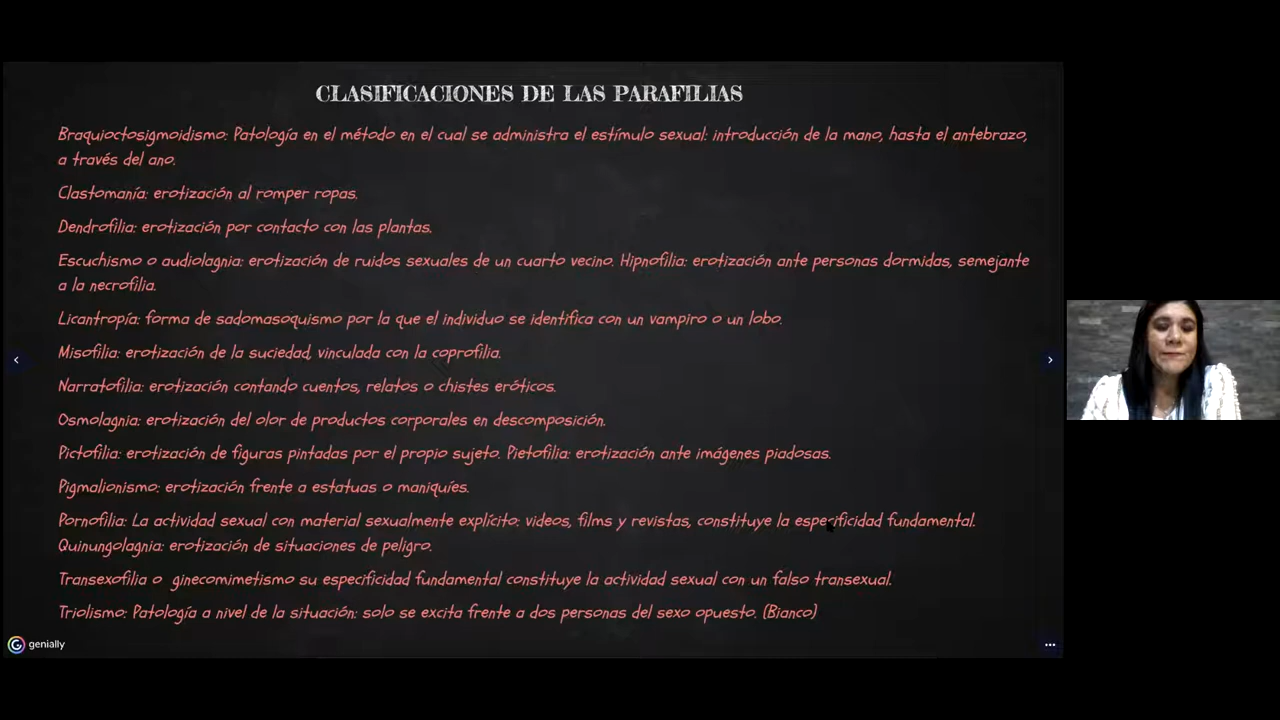 CLASIFICACIONES DE LAS PARAFILIAS
Braquioctosigmoidismo: Patología en el método en el cual se administra el estímulo sexual: introducción de la mano, hasta el antebrazo,
a través del ano.
Clastomanía: erotización al romper ropas.
Dendrofilia: erotización por contacto con las plantas.
Escuchismo o audiolagnia: erotización de ruidos sexuales de un cuarto vecino. Hipnofilia: erotización ante personas dormidas, semejante
a la necrofilia.
Licantropía: forma de sadomasoquismo por la que el individuo se identifica con un vampiro o un lobo.
Misofilia: erotización de la suciedad, vinculada con la coprofilia.
Narratofilia: erotización contando cuentos, relatos o chistes eróticos.
Osmolagnia: erotización del olor de productos corporales en descomposición.
Pictofilia: erotización de figuras pintadas por el propio sujeto. Pietofilia: erotización ante imágenes piadosas.
Pigmalionismo: erotización frente a estatuas o maniquíes.
Pornofilia: La actividad sexual con material sexualmente explícito: videos, films y revistas, constituye la especificidad fundamental.
Quinungolagnia: erotización de situaciones de peligro.
Transexofilia o ginecomimetismo su especificidad fundamental constituye la actividad sexual con un falso transexual.
Triolismo: Patología a nivel de la situación: solo se excita frente a dos personas del sexo opuesto. (Bianco)
genially